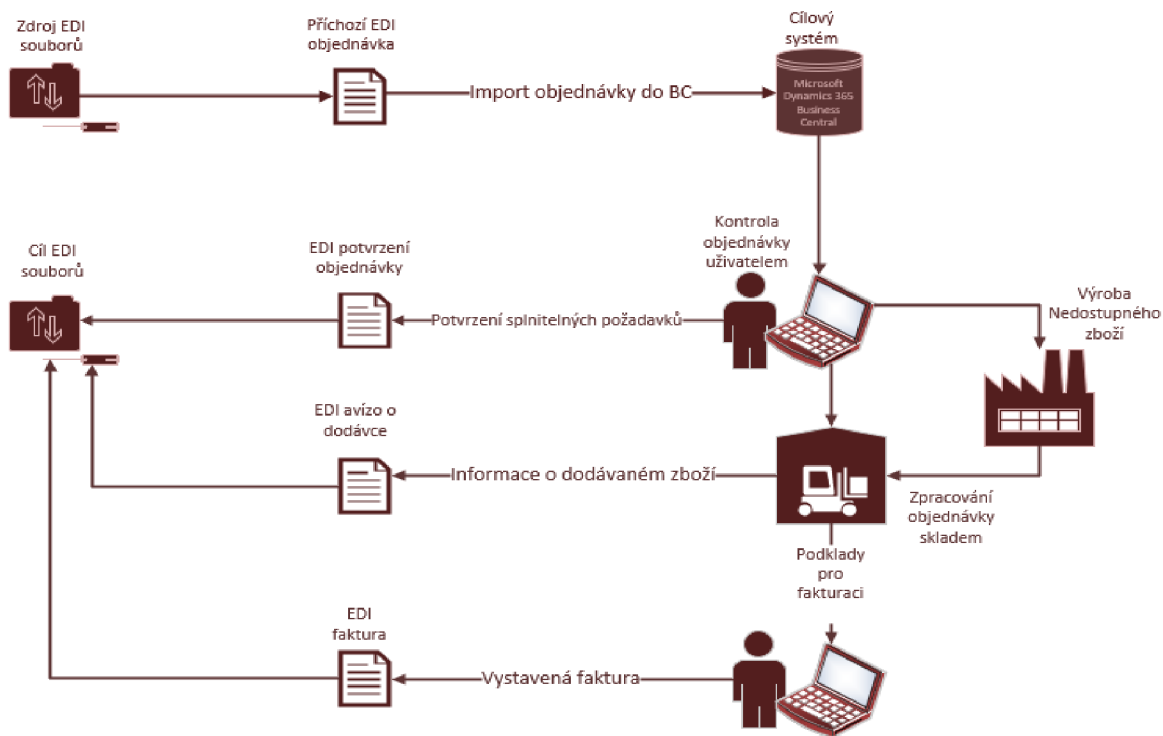 Zdroj EDI
souborů
Příchozí EDI
objednávka
Cílový
systém
Import objednávky do BC
Microsoft
Dynamics 365
Business
Central
Cíl EDI
souborů
EDI potvrzení
objednávky
Kontrola
objednávky
uživatelem
Potvrzení splnitelných požadavků
Výroba
Nedostupného
zboží
EDI avízo o
dodávce
Informace o dodávaném zboží
Zpracování
objednávky
skladem
Podklady
pro
fakturaci
EDI
faktura
Vystavená faktura